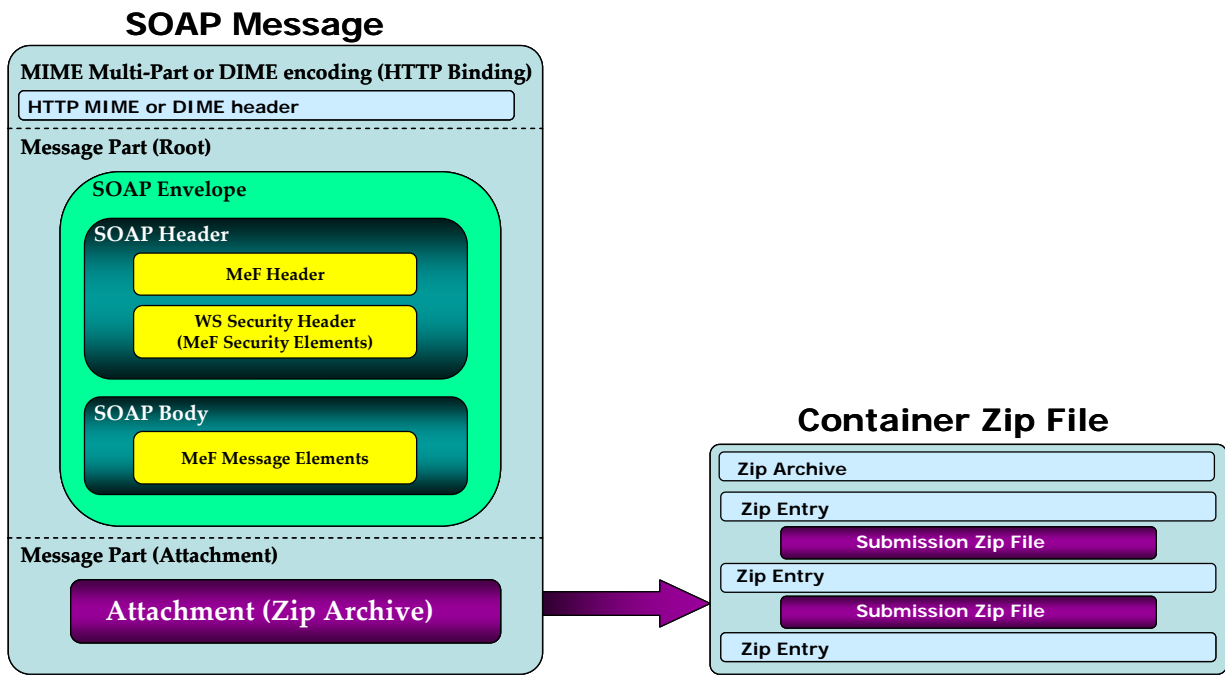 SOAP Message
MIME Multi-Part or DIME encoding (HTTP Binding)
HTTP MIME or DIME header
Message Part (Root)
SOAP Envelope
SOAP Header
MeF Header
WS Security Header
(MeF Security Elements)
SOAP Body
MeF Message Elements
Message Part (Attachment)
Attachment (Zip Archive)
Container Zip File
Zip Archive
Zip Entry
Submission Zip File
Zip Entry
Submission Zip File
Zip Entry